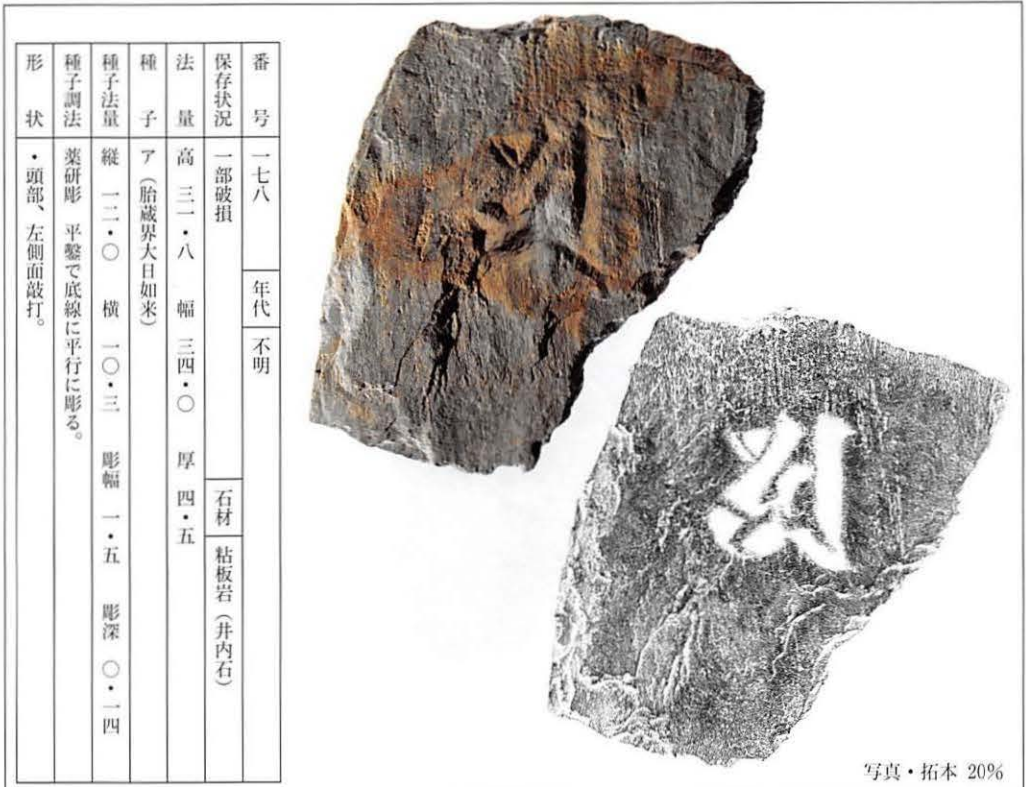 番号 一七八 年代 不明
保存状況 一部破損 石材 粘板岩（井内石）
法量 高 三一・八 幅 三四・〇 厚 四・五
種子 ア（胎蔵界大日如来）
種子法量 縦 一二・〇 横 一〇・三 彫幅 一・五 彫深 〇・一四
種子調法 薬研彫 平鑿で底線に平行に彫る。
形状 ・頭部、左側面敲打。
写真・拓本 20%